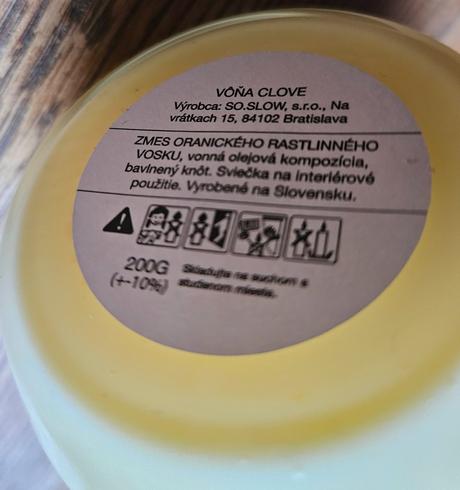 VÔŇA CLOVE
Výrobca: SO.SLOW, s.r.o., Na
vrátkach 15, 84102 Bratislava
ZMES ORANICKÉHO RASTLINNÉHO
VOSKU, vonná olejová kompozícia,
bavlnený knôt. Sviečka na interiérové
použitie. Vyrobené na Slovensku.
200G
(+-10%)
Skladujte na suchom a
studenom mieste.